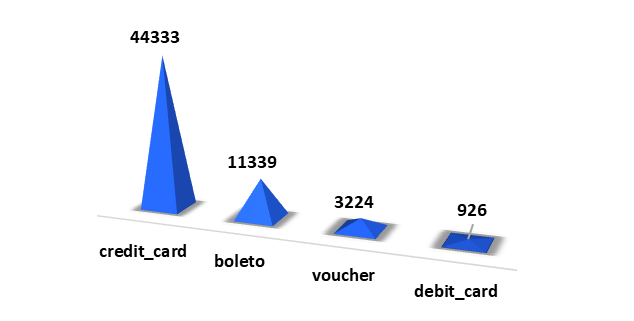 44333
11339
3224
926
credit_card
boleto
voucher
debit_card